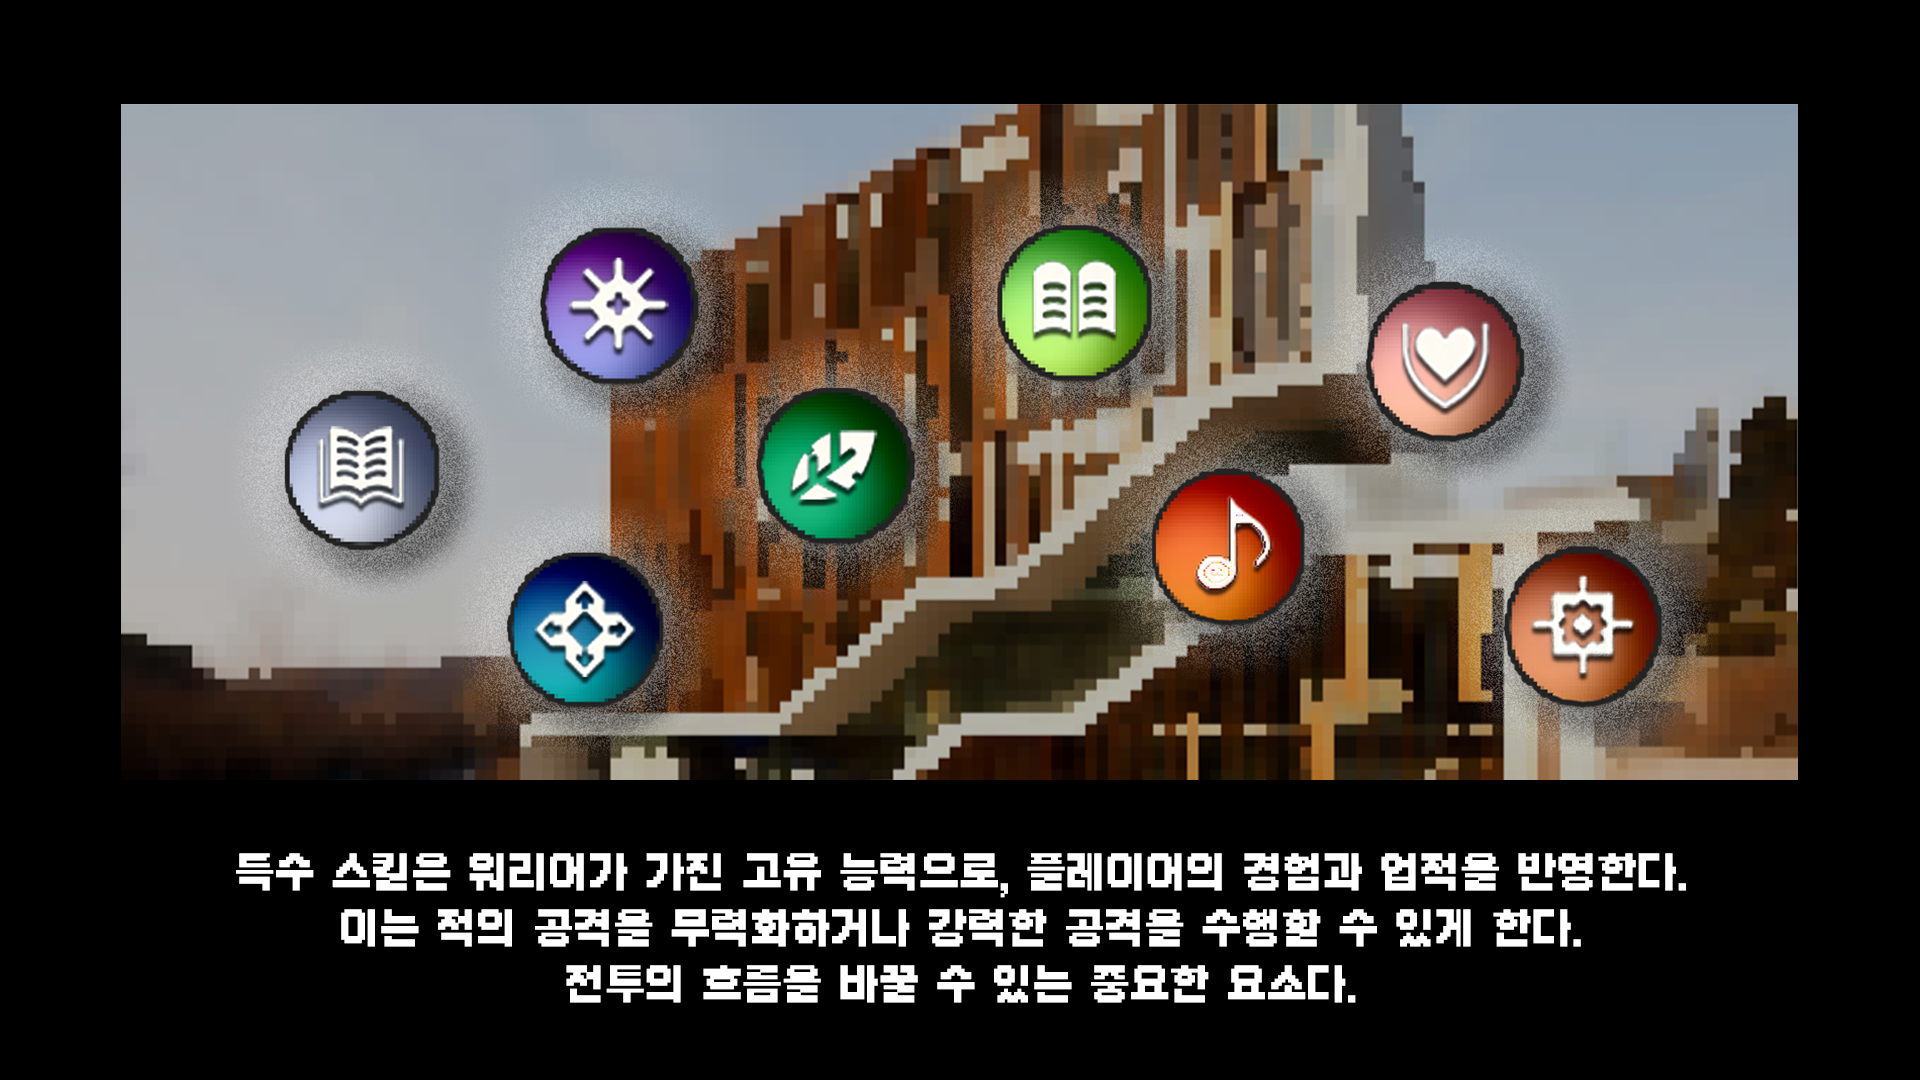 득수 스킬은 워리어가 가진 고유 능력으로, 플레이어의 경험과 업적을 반영한다.
이는 적의 공격을 무력화하거나 강력한 공격을 수행할 수 있게 한다.
전투의 흐름을 바꿀 수 있는 중요한 요소다.